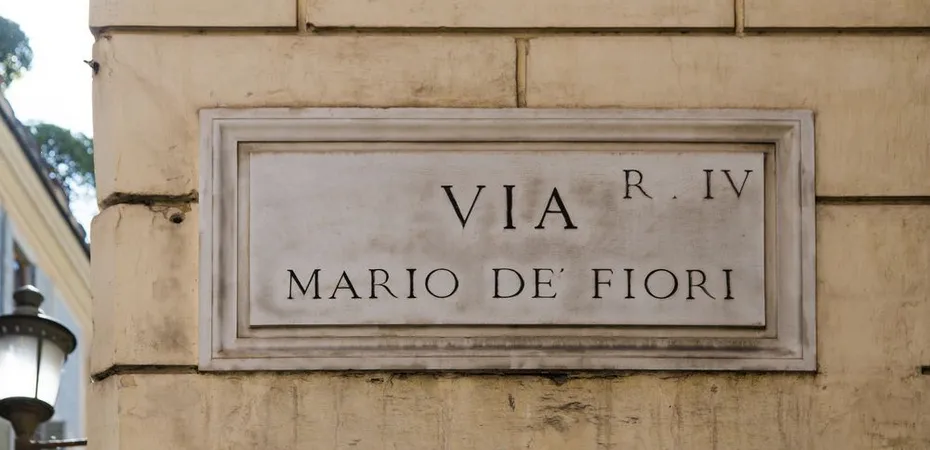 VIA R. IV
MARIO DE' FIORI